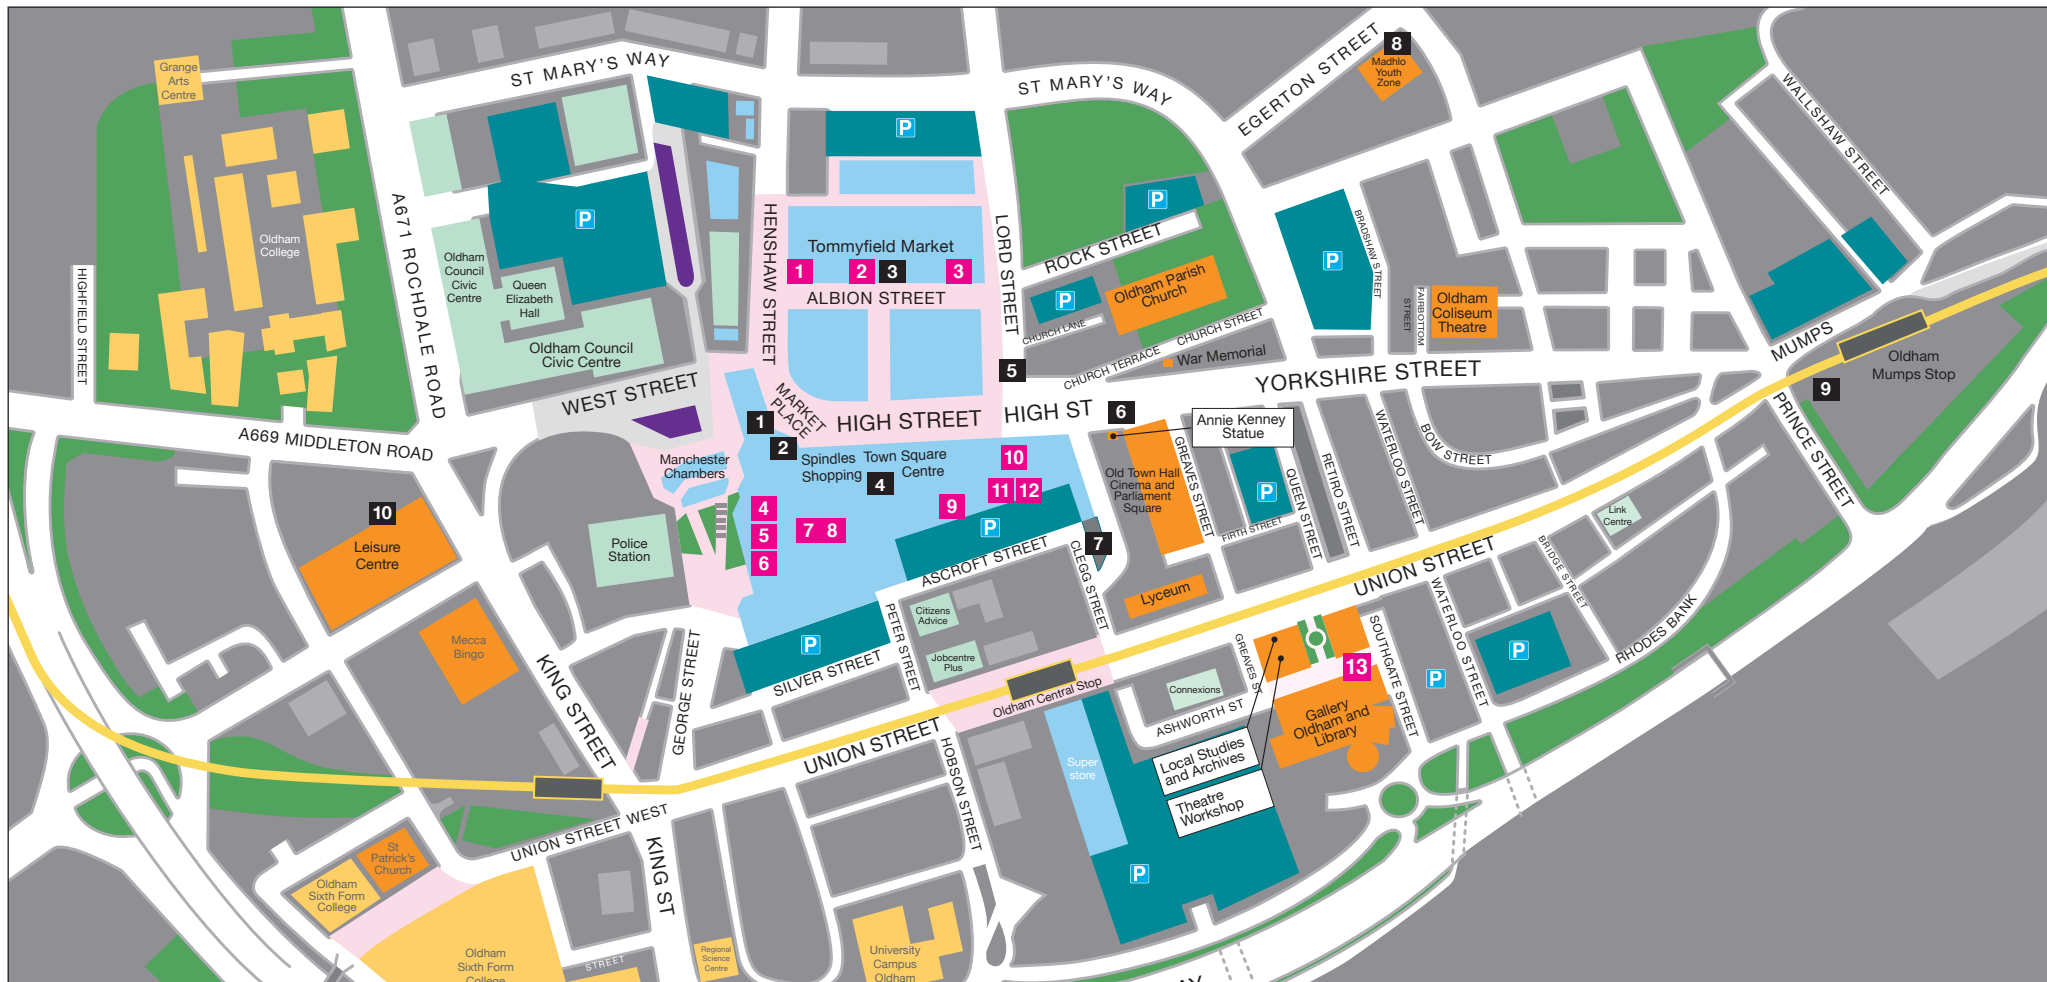 Grange
Arts
Centre
Oldham
College
HIGHFIELD STREET
A671 ROCHDALE ROAD
A669 MIDDLETON ROAD
ST MARY'S WAY
ST MARY'S WAY
P
P
Oldham
Council
Civic
Centre
Queen
Elizabeth
Hall
Oldham Council
Civic Centre
WEST STREET
HENSHAW STREET
Tommyfield Market
1
2
3
3
ALBION STREET
LORD STREET
MARKET
PLACE
HIGH STREET
HIGH ST
EGERTON STREET
8
Madhlo
Youth
Zone
WALLSHAW STREET
P
ROCK STREET
P
Oldham Parish
Church
CHURCH LANE
CHURCH TERRACE
CHURCH STREET
War Memorial
5
6
P
BRADSHAW STREET
FAIRBOTTOM
STREET
Oldham
Coliseum
Theatre
YORKSHIRE STREET
MUMPS
Oldham
Mumps Stop
9
PRINCE STREET
1
2
Manchester
Chambers
Spindles
Shopping
Town Square
Centre
4
10
11
12
9
4
5
6
7
8
P
ASCROFT STREET
CLEGG STREET
7
Annie Kenney
Statue
Old Town Hall
Cinema and
Parliament
Square
GREAVES STREET
P
FIRTH STREET
QUEEN STREET
RETIRO STREET
WATERLOO STREET
BOW STREET
Link
Centre
BRIDGE STREET
10
Leisure
Centre
Police
Station
Mecca
Bingo
KING STREET
GEORGE STREET
P
SILVER STREET
PETER STREET
Citizens
Advice
Jobcentre
Plus
Oldham Central Stop
Lyceum
UNION STREET
UNION STREET
GREAVES ST
SOUTHGATE STREET
WATERLOO STREET
P
P
RHODES BANK
Connexions
ASHWORTH ST
13
Gallery
Oldham and
Library
Local Studies
and Archives
Theatre
Workshop
Super
store
P
HOBSON STREET
UNION STREET WEST
KING ST
St
Patrick's
Church
Oldham
Sixth Form
College
Oldham
Sixth Form
College
STREET
Regional
Science
Centre
University
Campus
Oldham